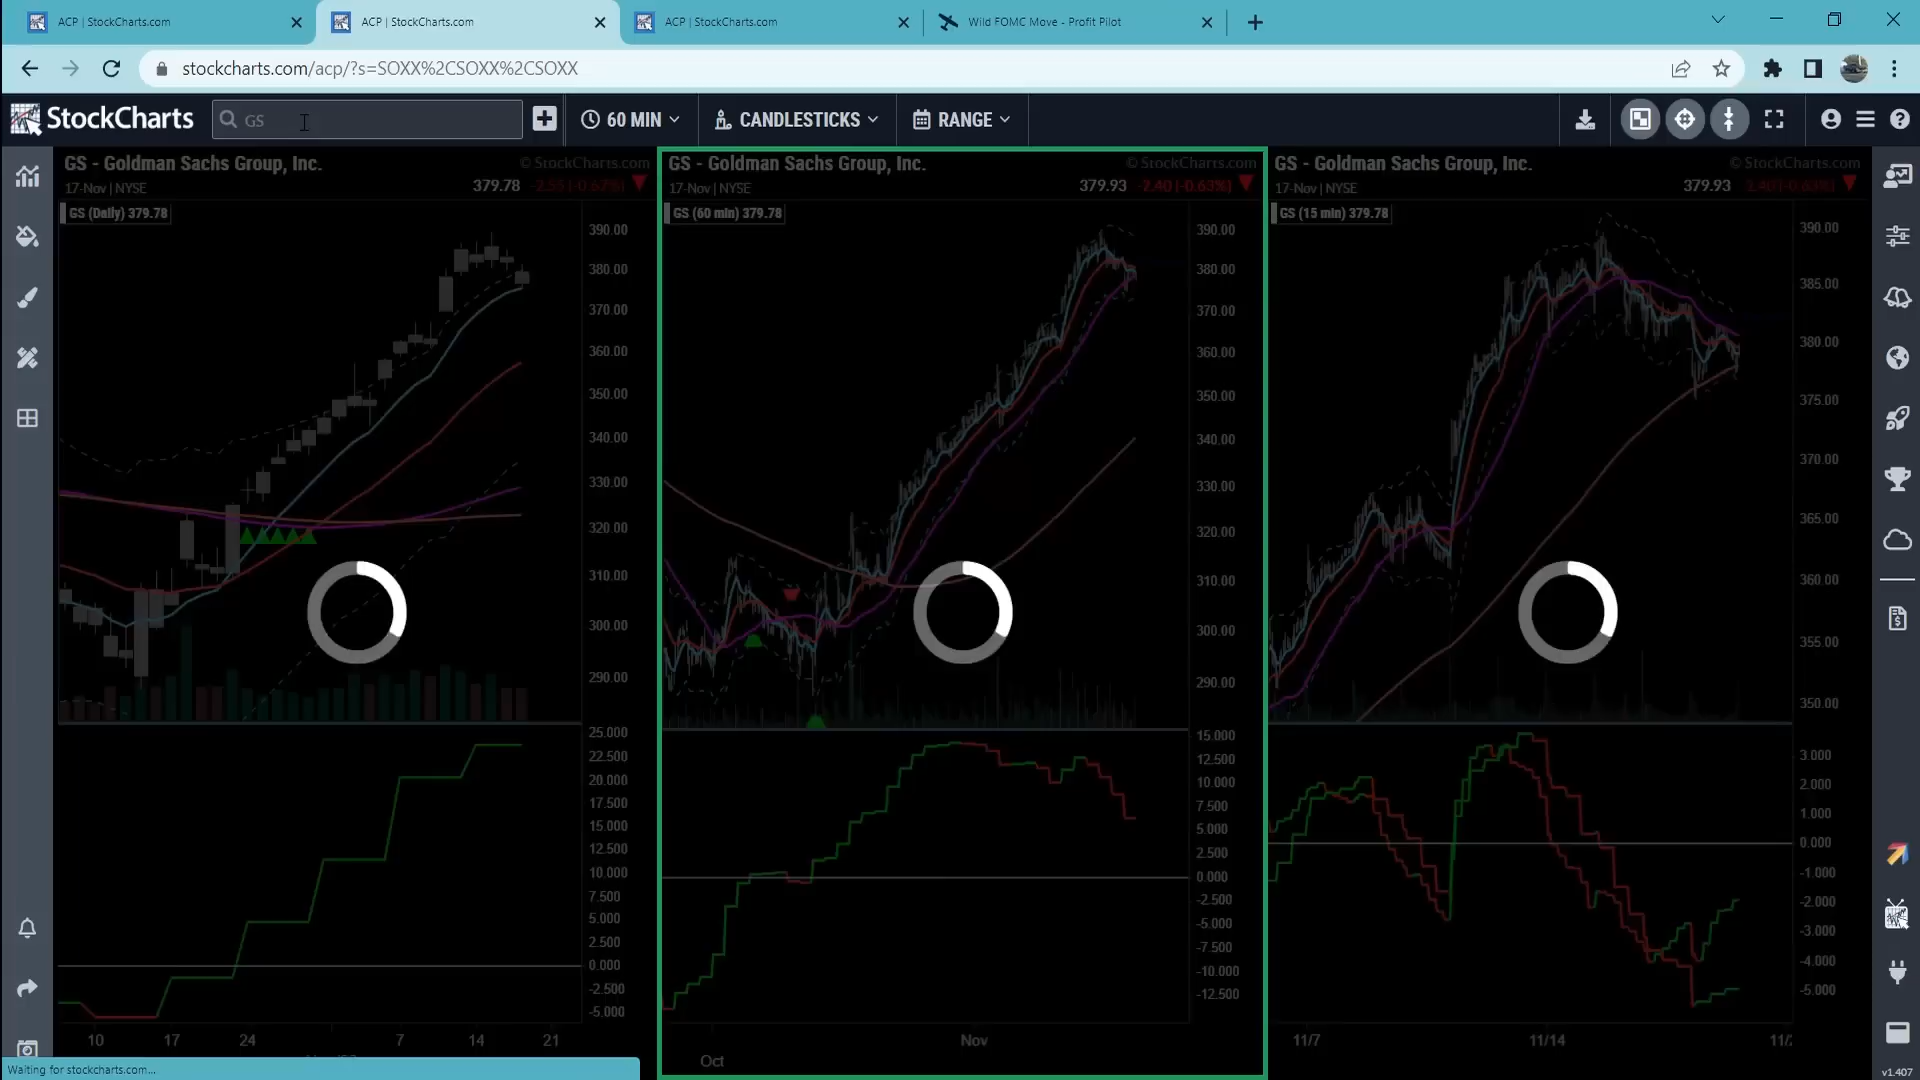 ACP | StockCharts.com
ACP | StockCharts.com
ACP | StockCharts.com
Wild FOMC Move - Profit Pilot
stockcharts.com/acp/?s=SOXX%2CSOXX%2CSOXX
StockCharts
GS
60 MIN
CANDLESTICKS
RANGE
GS - Goldman Sachs Group, Inc.
© StockCharts.com
17-Nov | NYSE
379.78 -2.55 (-0.67%)
GS (Daily) 379.78
390.00
380.00
370.00
360.00
350.00
340.00
330.00
320.00
310.00
300.00
290.00
25.000
22.500
20.000
17.500
15.000
12.500
10.000
7.500
5.000
2.500
0.000
-2.500
-5.000
10 17 24 7 14 21
GS - Goldman Sachs Group, Inc.
© StockCharts.com
17-Nov | NYSE
379.93 -2.40 (-0.63%)
GS (60 min) 379.78
390.00
380.00
370.00
360.00
350.00
340.00
330.00
320.00
310.00
300.00
290.00
15.000
12.500
10.000
7.500
5.000
2.500
0.000
-2.500
-5.000
-7.500
-10.000
-12.500
Nov
Oct
GS - Goldman Sachs Group, Inc.
© StockCharts.com
17-Nov | NYSE
379.93 -2.40 (-0.63%)
GS (15 min) 379.78
390.00
385.00
380.00
375.00
370.00
365.00
360.00
355.00
350.00
3.000
2.000
1.000
0.000
-1.000
-2.000
-3.000
-4.000
-5.000
11/7 11/14
Waiting for stockcharts.com...
v1.407